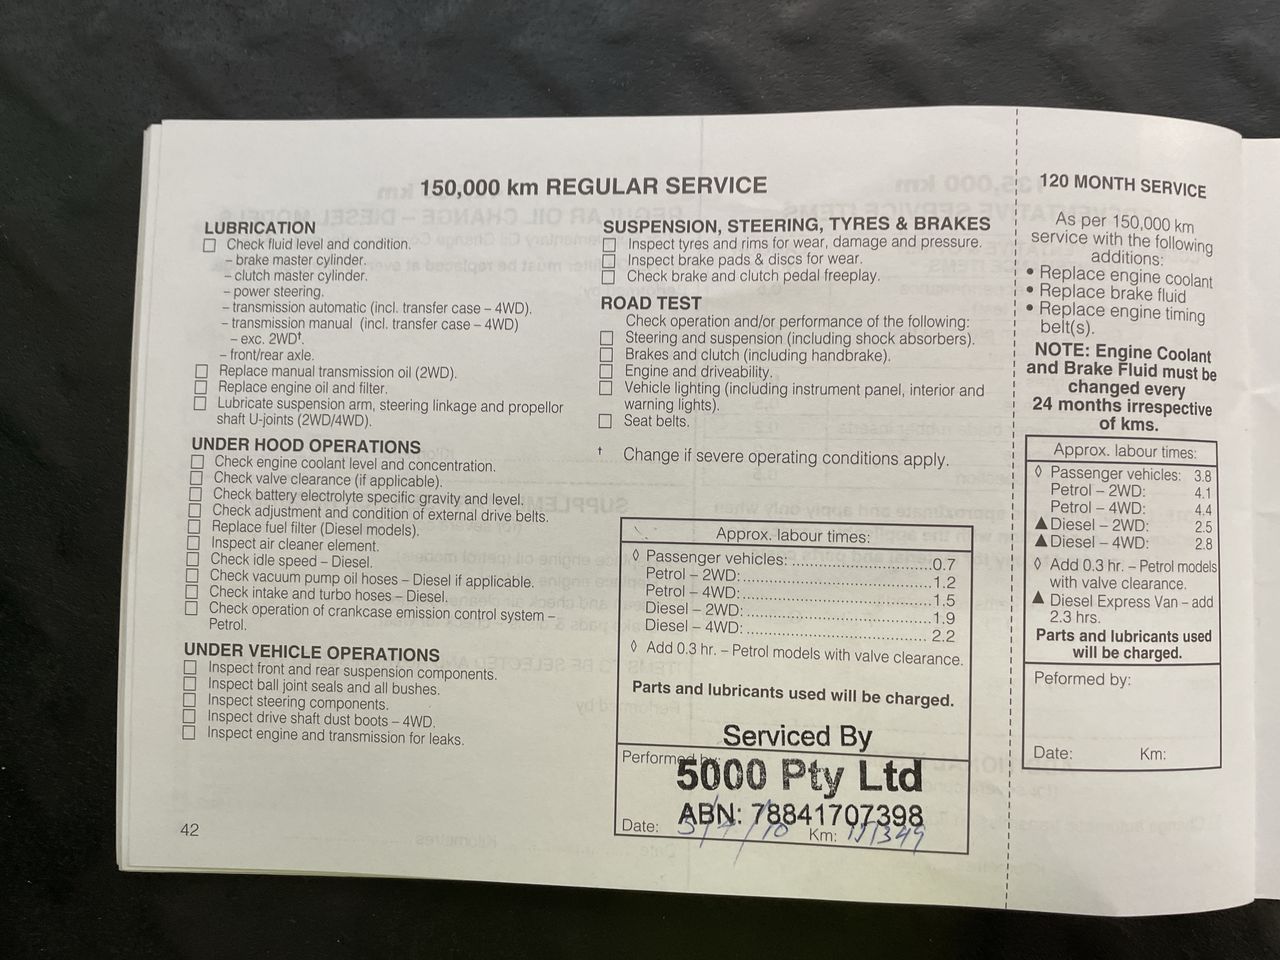 150,000 km REGULAR SERVICE
LUBRICATION
Check fluid level and condition.
– brake master cylinder.
– clutch master cylinder.
– power steering.
– transmission automatic (incl. transfer case – 4WD).
– transmission manual (incl. transfer case – 4WD)
– exc. 2WD†.
– front/rear axle.
Replace manual transmission oil (2WD).
Replace engine oil and filter.
Lubricate suspension arm, steering linkage and propellor
shaft U-joints (2WD/4WD).
UNDER HOOD OPERATIONS
Check engine coolant level and concentration.
Check valve clearance (if applicable).
Check battery electrolyte specific gravity and level.
Check adjustment and condition of external drive belts.
Replace fuel filter (Diesel models).
Inspect air cleaner element.
Check idle speed – Diesel.
Check vacuum pump oil hoses – Diesel if applicable.
Check intake and turbo hoses – Diesel.
Check operation of crankcase emission control system –
Petrol.
UNDER VEHICLE OPERATIONS
Inspect front and rear suspension components.
Inspect ball joint seals and all bushes.
Inspect steering components.
Inspect drive shaft dust boots – 4WD.
Inspect engine and transmission for leaks.
42
SUSPENSION, STEERING, TYRES & BRAKES
Inspect tyres and rims for wear, damage and pressure.
Inspect brake pads & discs for wear.
Check brake and clutch pedal freeplay.
ROAD TEST
Check operation and/or performance of the following:
Steering and suspension (including shock absorbers).
Brakes and clutch (including handbrake).
Engine and driveability.
Vehicle lighting (including instrument panel, interior and
warning lights).
Seat belts.
† Change if severe operating conditions apply.
Approx. labour times:
◊ Passenger vehicles: ..........0.7
Petrol – 2WD: ..........1.2
Petrol – 4WD: ..........1.5
Diesel – 2WD: ..........1.9
Diesel – 4WD: ..........2.2
◊ Add 0.3 hr. – Petrol models with valve clearance.
Parts and lubricants used will be charged.
Serviced By
Performed by:
5000 Pty Ltd
ABN: 78841707398
Date: Km:
120 MONTH SERVICE
As per 150,000 km
service with the following
additions:
• Replace engine coolant
• Replace brake fluid
• Replace engine timing
belt(s).
NOTE: Engine Coolant
and Brake Fluid must be
changed every
24 months irrespective
of kms.
Approx. labour times:
◊ Passenger vehicles: 3.8
Petrol – 2WD: 4.1
Petrol – 4WD: 4.4
▲ Diesel – 2WD: 2.5
▲ Diesel – 4WD: 2.8
◊ Add 0.3 hr. – Petrol models
with valve clearance.
▲ Diesel Express Van – add
2.3 hrs.
Parts and lubricants used
will be charged.
Peformed by:
Date: Km: